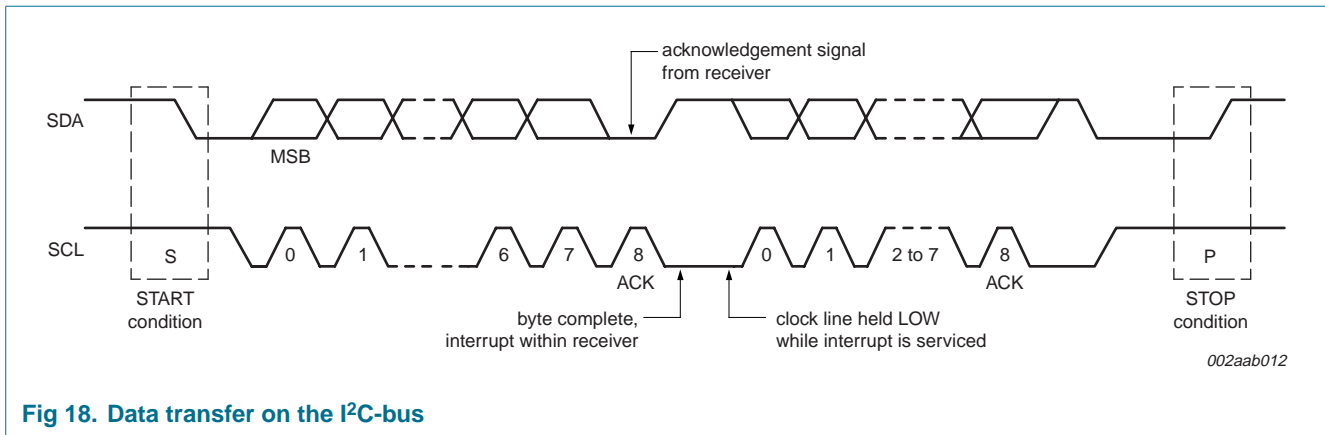 acknowledgement signal
from receiver
SDA
MSB
SCL
S
0
1
6
7
8
0
1
2 to 7
8
P
ACK
ACK
START
condition
byte complete,
interrupt within receiver
clock line held LOW
while interrupt is serviced
STOP
condition
002aab012
Fig 18. Data transfer on the I²C-bus